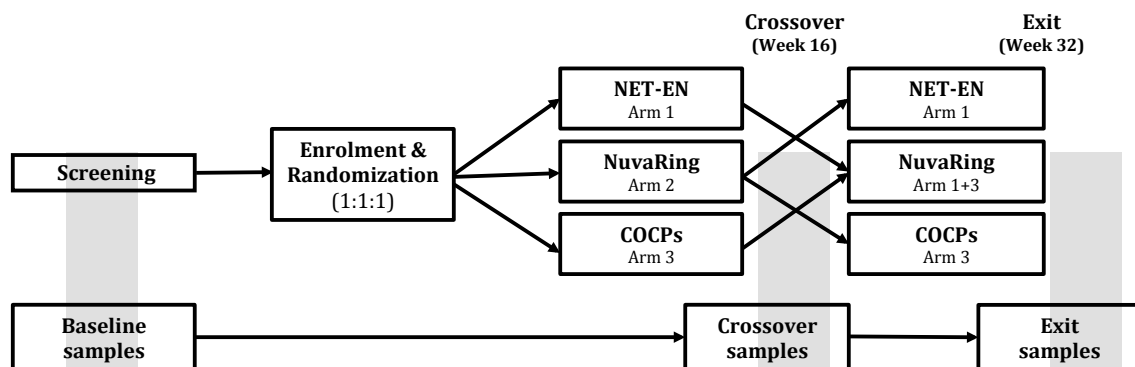 Crossover
(Week 16)
Exit
(Week 32)
NET-EN
Arm 1
NET-EN
Arm 1
Screening
Enrolment &
Randomization
(1:1:1)
NuvaRing
Arm 2
NuvaRing
Arm 1+3
COCPs
Arm 3
COCPs
Arm 3
Baseline
samples
Crossover
samples
Exit
samples